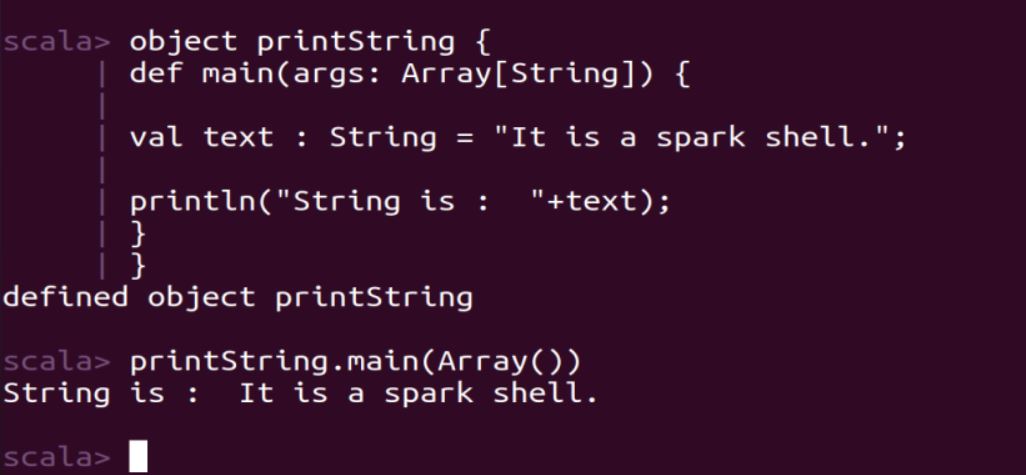 scala> object printString {
| def main(args: Array[String]) {
|
| val text : String = "It is a spark shell.";
|
| println("String is :  "+text);
| }
| }
defined object printString
scala> printString.main(Array())
String is :  It is a spark shell.
scala>